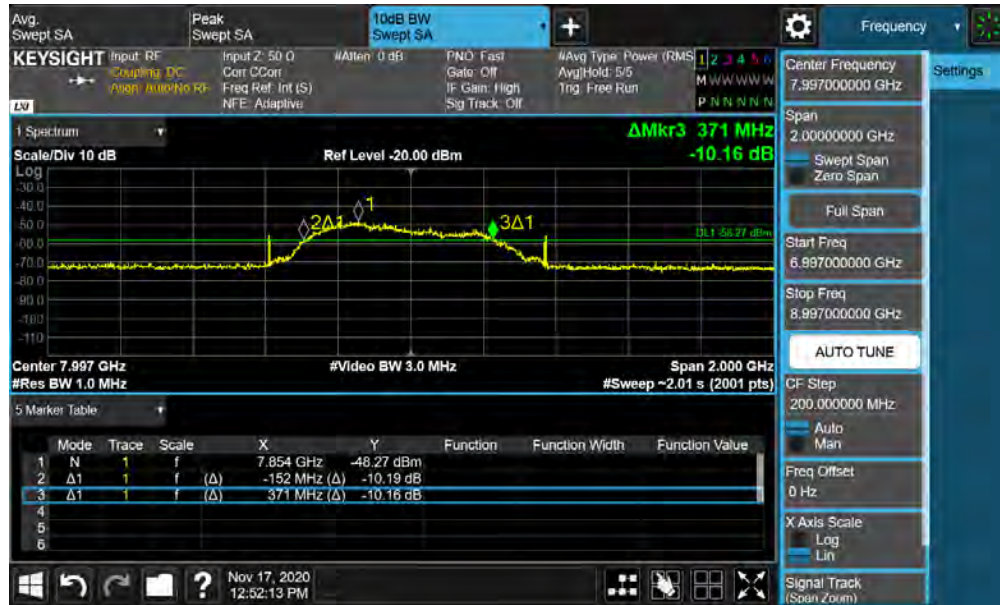 Avg.
Swept SA
Peak
Swept SA
10dB BW
Swept SA
Frequency
KEYSIGHT
Input: RF
Coupling: DC
Align: Auto/No RF
Input Z: 50 Ω
Corr CCorr
Freq Ref: Int (S)
NFE: Adaptive
#Atten: 0 dB
PNO: Fast
Gate: Off
IF Gain: High
Sig Track: Off
#Avg Type: Power (RMS
Avg|Hold: 5/5
Trig: Free Run
1 2 3 4 5 6
M W W W W W
P N N N N N
LXI
1 Spectrum
ΔMkr3 371 MHz
-10.16 dB
Scale/Div 10 dB
Ref Level -20.00 dBm
Log
-30.0
-40.0
-50.0
-60.0
-70.0
-80.0
-90.0
-100
-110
2Δ1
1
3Δ1
DL1 -58.27 dBm
Center 7.997 GHz
#Video BW 3.0 MHz
Span 2.000 GHz
#Res BW 1.0 MHz
#Sweep ~2.01 s (2001 pts)
5 Marker Table
Mode Trace Scale X Y Function Function Width Function Value
1 N 1 f 7.854 GHz -48.27 dBm
2 Δ1 1 f (Δ) -152 MHz (Δ) -10.19 dB
3 Δ1 1 f (Δ) 371 MHz (Δ) -10.16 dB
4
5
6
Nov 17, 2020
12:52:13 PM
Center Frequency
7.997000000 GHz
Settings
Span
2.00000000 GHz
Swept Span
Zero Span
Full Span
Start Freq
6.997000000 GHz
Stop Freq
8.997000000 GHz
AUTO TUNE
CF Step
200.000000 MHz
Auto
Man
Freq Offset
0 Hz
X Axis Scale
Log
Lin
Signal Track
(Span Zoom)